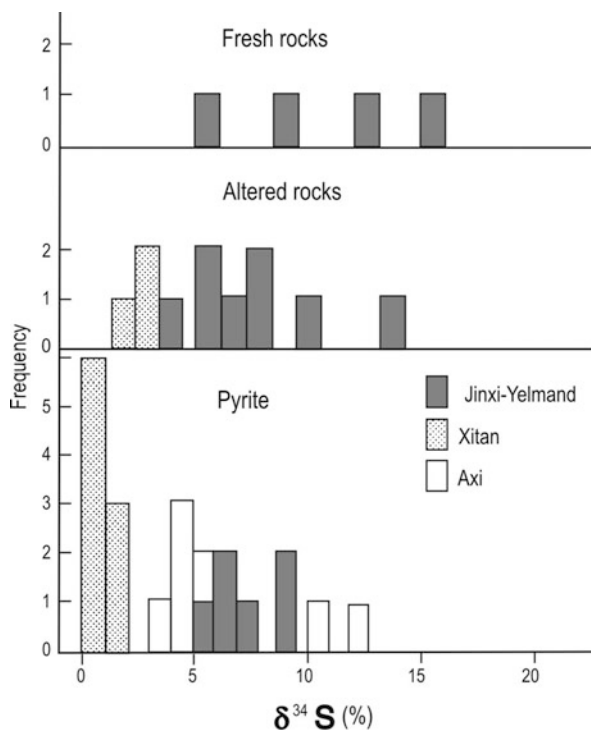 Fresh rocks
2
1
0
Altered rocks
2
1
0
Frequency
Pyrite
5
4
3
2
1
0
Jinxi-Yelmand
Xitan
Axi
0 5 10 15 20
δ³⁴ S (%)